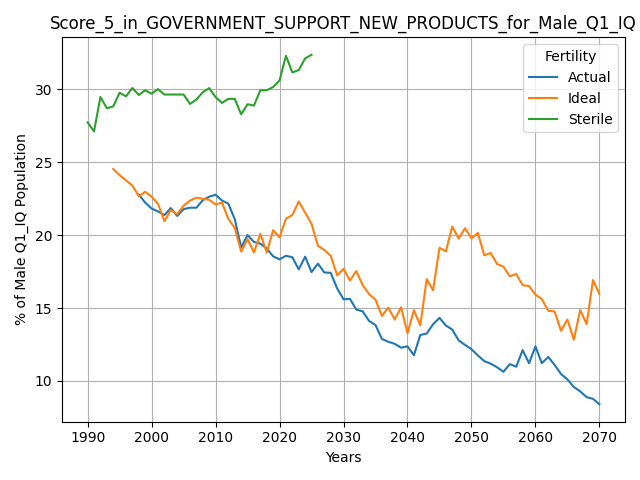 Score_5_in_GOVERNMENT_SUPPORT_NEW_PRODUCTS_for_Male_Q1_IQ
Fertility
Actual
Ideal
Sterile
% of Male Q1_IQ Population
30
25
20
15
10
1990 2000 2010 2020 2030 2040 2050 2060 2070
Years